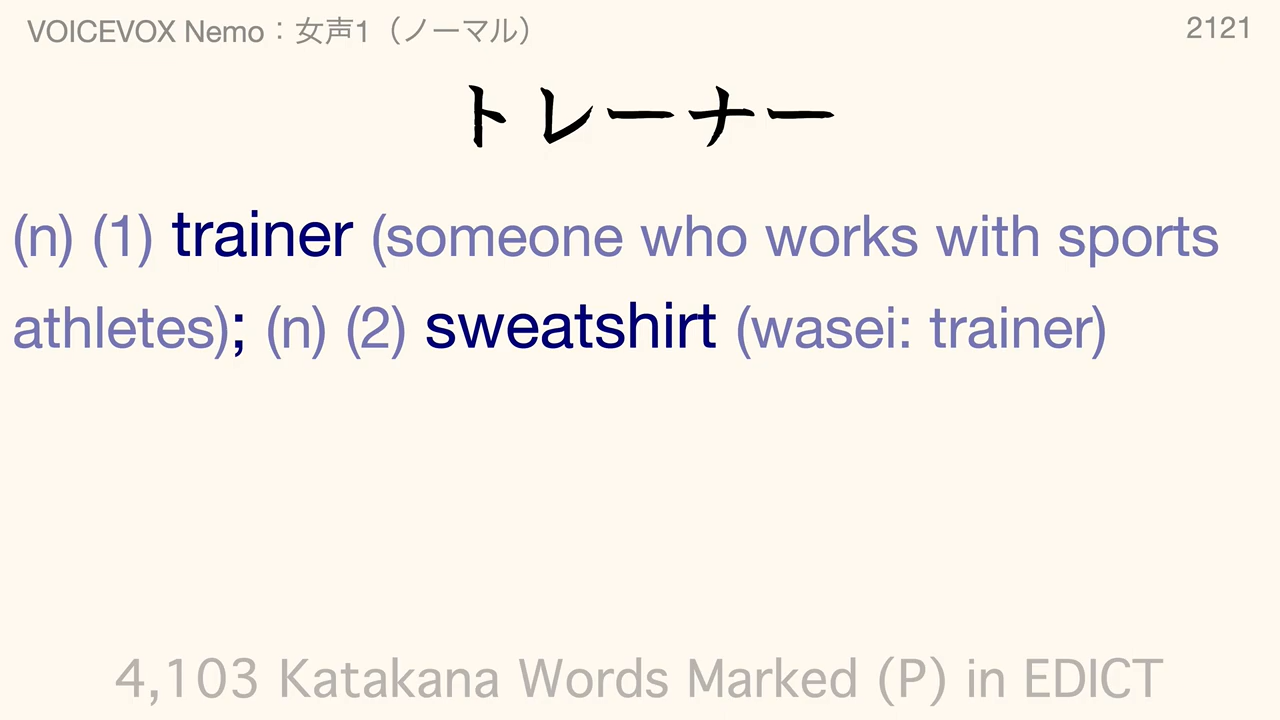 VOICEVOX Nemo：女声1（ノーマル）
2121
トレーナー
(n) (1) trainer (someone who works with sports
athletes); (n) (2) sweatshirt (wasei: trainer)
4,103 Katakana Words Marked (P) in EDICT